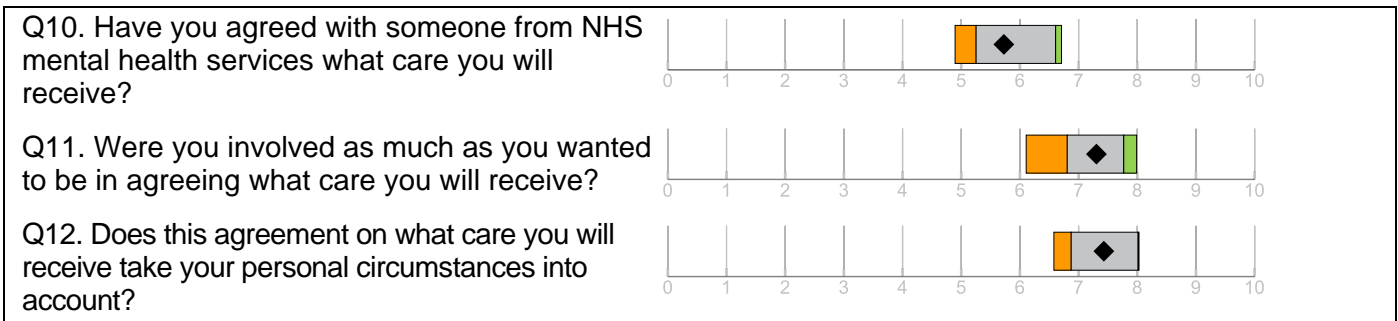 Q10. Have you agreed with someone from NHS
mental health services what care you will
receive?
0 1 2 3 4 5 6 7 8 9 10
Q11. Were you involved as much as you wanted
to be in agreeing what care you will receive?
0 1 2 3 4 5 6 7 8 9 10
Q12. Does this agreement on what care you will
receive take your personal circumstances into
account?
0 1 2 3 4 5 6 7 8 9 10